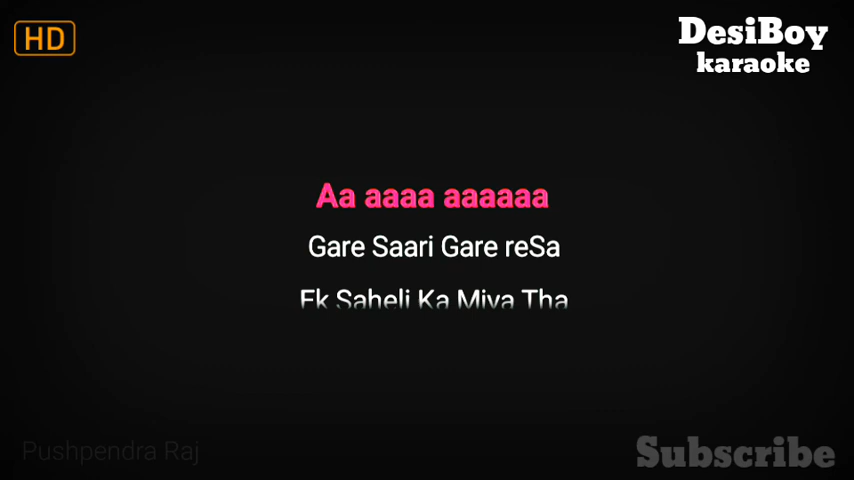 HD
DesiBoy
karaoke
Aa aaaa aaaaaa
Gare Saari Gare reSa
Ek Saheli Ka Miya Tha
Pushpendra Raj
Subscribe